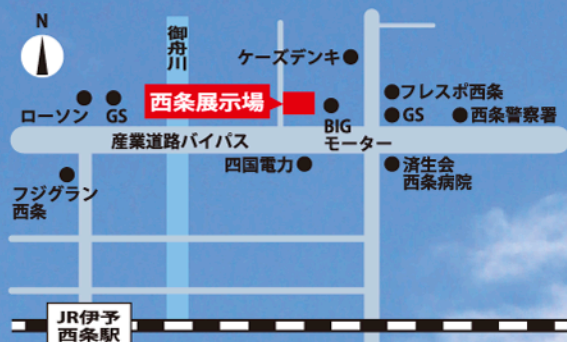 N
御舟川
ケーズデンキ
西条展示場
フレスポ西条
ローソン
GS
BIG
モーター
GS
西条警察署
産業道路バイパス
四国電力
済生会
西条病院
フジグラン
西条
JR伊予
西条駅